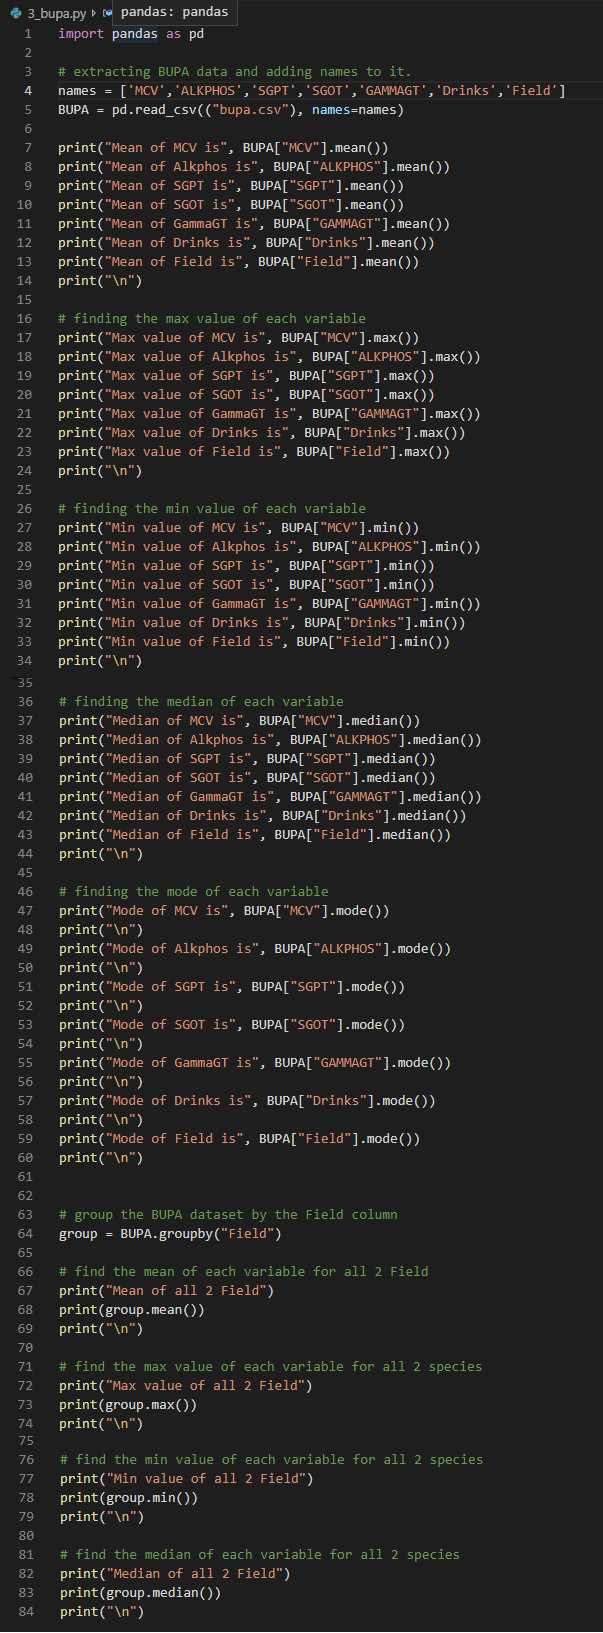 3_bupa.py
pandas: pandas
1 import pandas as pd
2
3 # extracting BUPA data and adding names to it.
4 names = ['MCV','ALKPHOS','SGPT','SGOT','GAMMAGT','Drinks','Field']
5 BUPA = pd.read_csv(("bupa.csv"), names=names)
6
7 print("Mean of MCV is", BUPA["MCV"].mean())
8 print("Mean of Alkphos is", BUPA["ALKPHOS"].mean())
9 print("Mean of SGPT is", BUPA["SGPT"].mean())
10 print("Mean of SGOT is", BUPA["SGOT"].mean())
11 print("Mean of GammaGT is", BUPA["GAMMAGT"].mean())
12 print("Mean of Drinks is", BUPA["Drinks"].mean())
13 print("Mean of Field is", BUPA["Field"].mean())
14 print("\n")
15
16 # finding the max value of each variable
17 print("Max value of MCV is", BUPA["MCV"].max())
18 print("Max value of Alkphos is", BUPA["ALKPHOS"].max())
19 print("Max value of SGPT is", BUPA["SGPT"].max())
20 print("Max value of SGOT is", BUPA["SGOT"].max())
21 print("Max value of GammaGT is", BUPA["GAMMAGT"].max())
22 print("Max value of Drinks is", BUPA["Drinks"].max())
23 print("Max value of Field is", BUPA["Field"].max())
24 print("\n")
25
26 # finding the min value of each variable
27 print("Min value of MCV is", BUPA["MCV"].min())
28 print("Min value of Alkphos is", BUPA["ALKPHOS"].min())
29 print("Min value of SGPT is", BUPA["SGPT"].min())
30 print("Min value of SGOT is", BUPA["SGOT"].min())
31 print("Min value of GammaGT is", BUPA["GAMMAGT"].min())
32 print("Min value of Drinks is", BUPA["Drinks"].min())
33 print("Min value of Field is", BUPA["Field"].min())
34 print("\n")
35
36 # finding the median of each variable
37 print("Median of MCV is", BUPA["MCV"].median())
38 print("Median of Alkphos is", BUPA["ALKPHOS"].median())
39 print("Median of SGPT is", BUPA["SGPT"].median())
40 print("Median of SGOT is", BUPA["SGOT"].median())
41 print("Median of GammaGT is", BUPA["GAMMAGT"].median())
42 print("Median of Drinks is", BUPA["Drinks"].median())
43 print("Median of Field is", BUPA["Field"].median())
44 print("\n")
45
46 # finding the mode of each variable
47 print("Mode of MCV is", BUPA["MCV"].mode())
48 print("\n")
49 print("Mode of Alkphos is", BUPA["ALKPHOS"].mode())
50 print("\n")
51 print("Mode of SGPT is", BUPA["SGPT"].mode())
52 print("\n")
53 print("Mode of SGOT is", BUPA["SGOT"].mode())
54 print("\n")
55 print("Mode of GammaGT is", BUPA["GAMMAGT"].mode())
56 print("\n")
57 print("Mode of Drinks is", BUPA["Drinks"].mode())
58 print("\n")
59 print("Mode of Field is", BUPA["Field"].mode())
60 print("\n")
61
62
63 # group the BUPA dataset by the Field column
64 group = BUPA.groupby("Field")
65
66 # find the mean of each variable for all 2 Field
67 print("Mean of all 2 Field")
68 print(group.mean())
69 print("\n")
70
71 # find the max value of each variable for all 2 species
72 print("Max value of all 2 Field")
73 print(group.max())
74 print("\n")
75
76 # find the min value of each variable for all 2 species
77 print("Min value of all 2 Field")
78 print(group.min())
79 print("\n")
80
81 # find the median of each variable for all 2 species
82 print("Median of all 2 Field")
83 print(group.median())
84 print("\n")